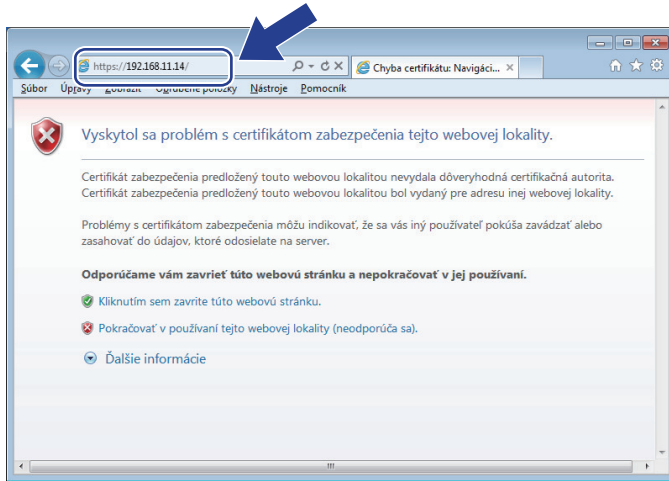 https://192.168.11.14/
Chyba certifikátu: Navigáci...
Súbor Úpravy Zobraziť Obľúbené položky Nástroje Pomocník
Vyskytol sa problém s certifikátom zabezpečenia tejto webovej lokality.
Certifikát zabezpečenia predložený touto webovou lokalitou nevydala dôveryhodná certifikačná autorita.
Certifikát zabezpečenia predložený touto webovou lokalitou bol vydaný pre adresu inej webovej lokality.
Problémy s certifikátom zabezpečenia môžu indikovať, že sa vás iný používateľ pokúša zavádzať alebo
zasahovať do údajov, ktoré odosielate na server.
Odporúčame vám zavrieť túto webovú stránku a nepokračovať v jej používaní.
Kliknutím sem zavrite túto webovú stránku.
Pokračovať v používaní tejto webovej lokality (neodporúča sa).
Ďalšie informácie